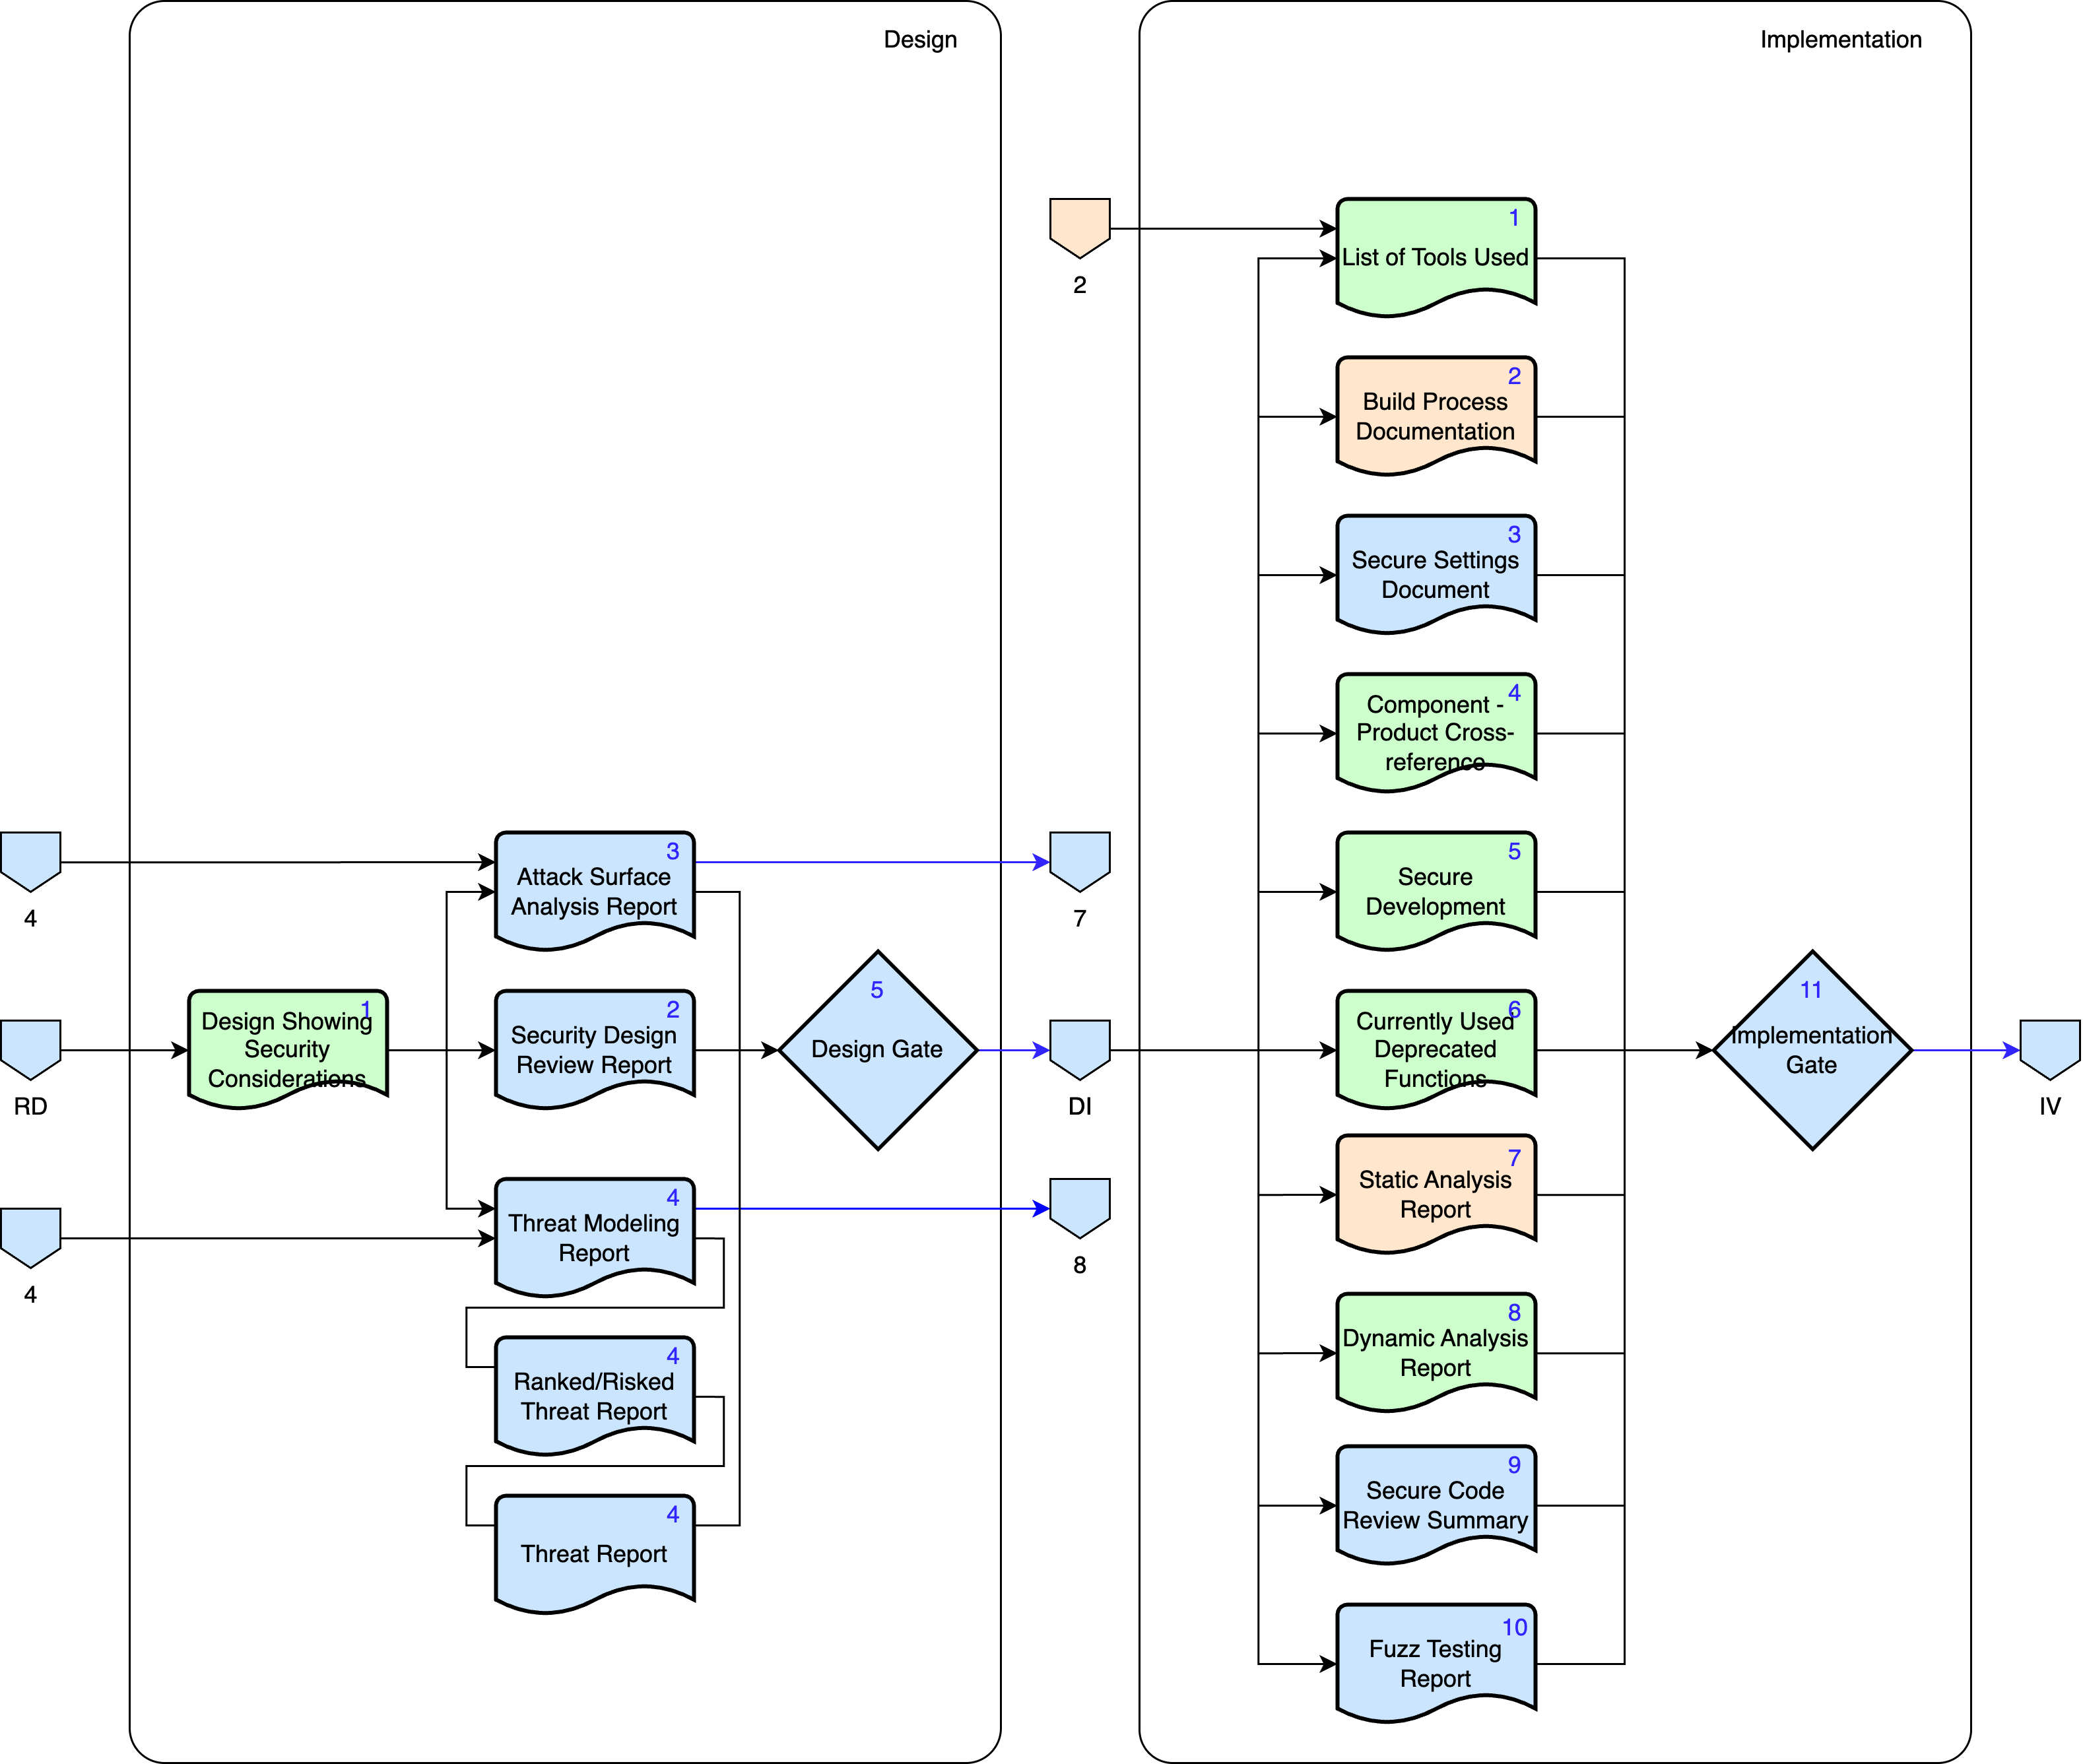 Design
4
RD
4
1
Design Showing
Security
Considerations
3
Attack Surface
Analysis Report
2
Security Design
Review Report
4
Threat Modeling
Report
4
Ranked/Risked
Threat Report
4
Threat Report
5
Design Gate
2
7
DI
8
Implementation
1
List of Tools Used
2
Build Process
Documentation
3
Secure Settings
Document
4
Component -
Product Cross-
reference
5
Secure
Development
6
Currently Used
Deprecated
Functions
7
Static Analysis
Report
8
Dynamic Analysis
Report
9
Secure Code
Review Summary
10
Fuzz Testing
Report
11
Implementation
Gate
IV